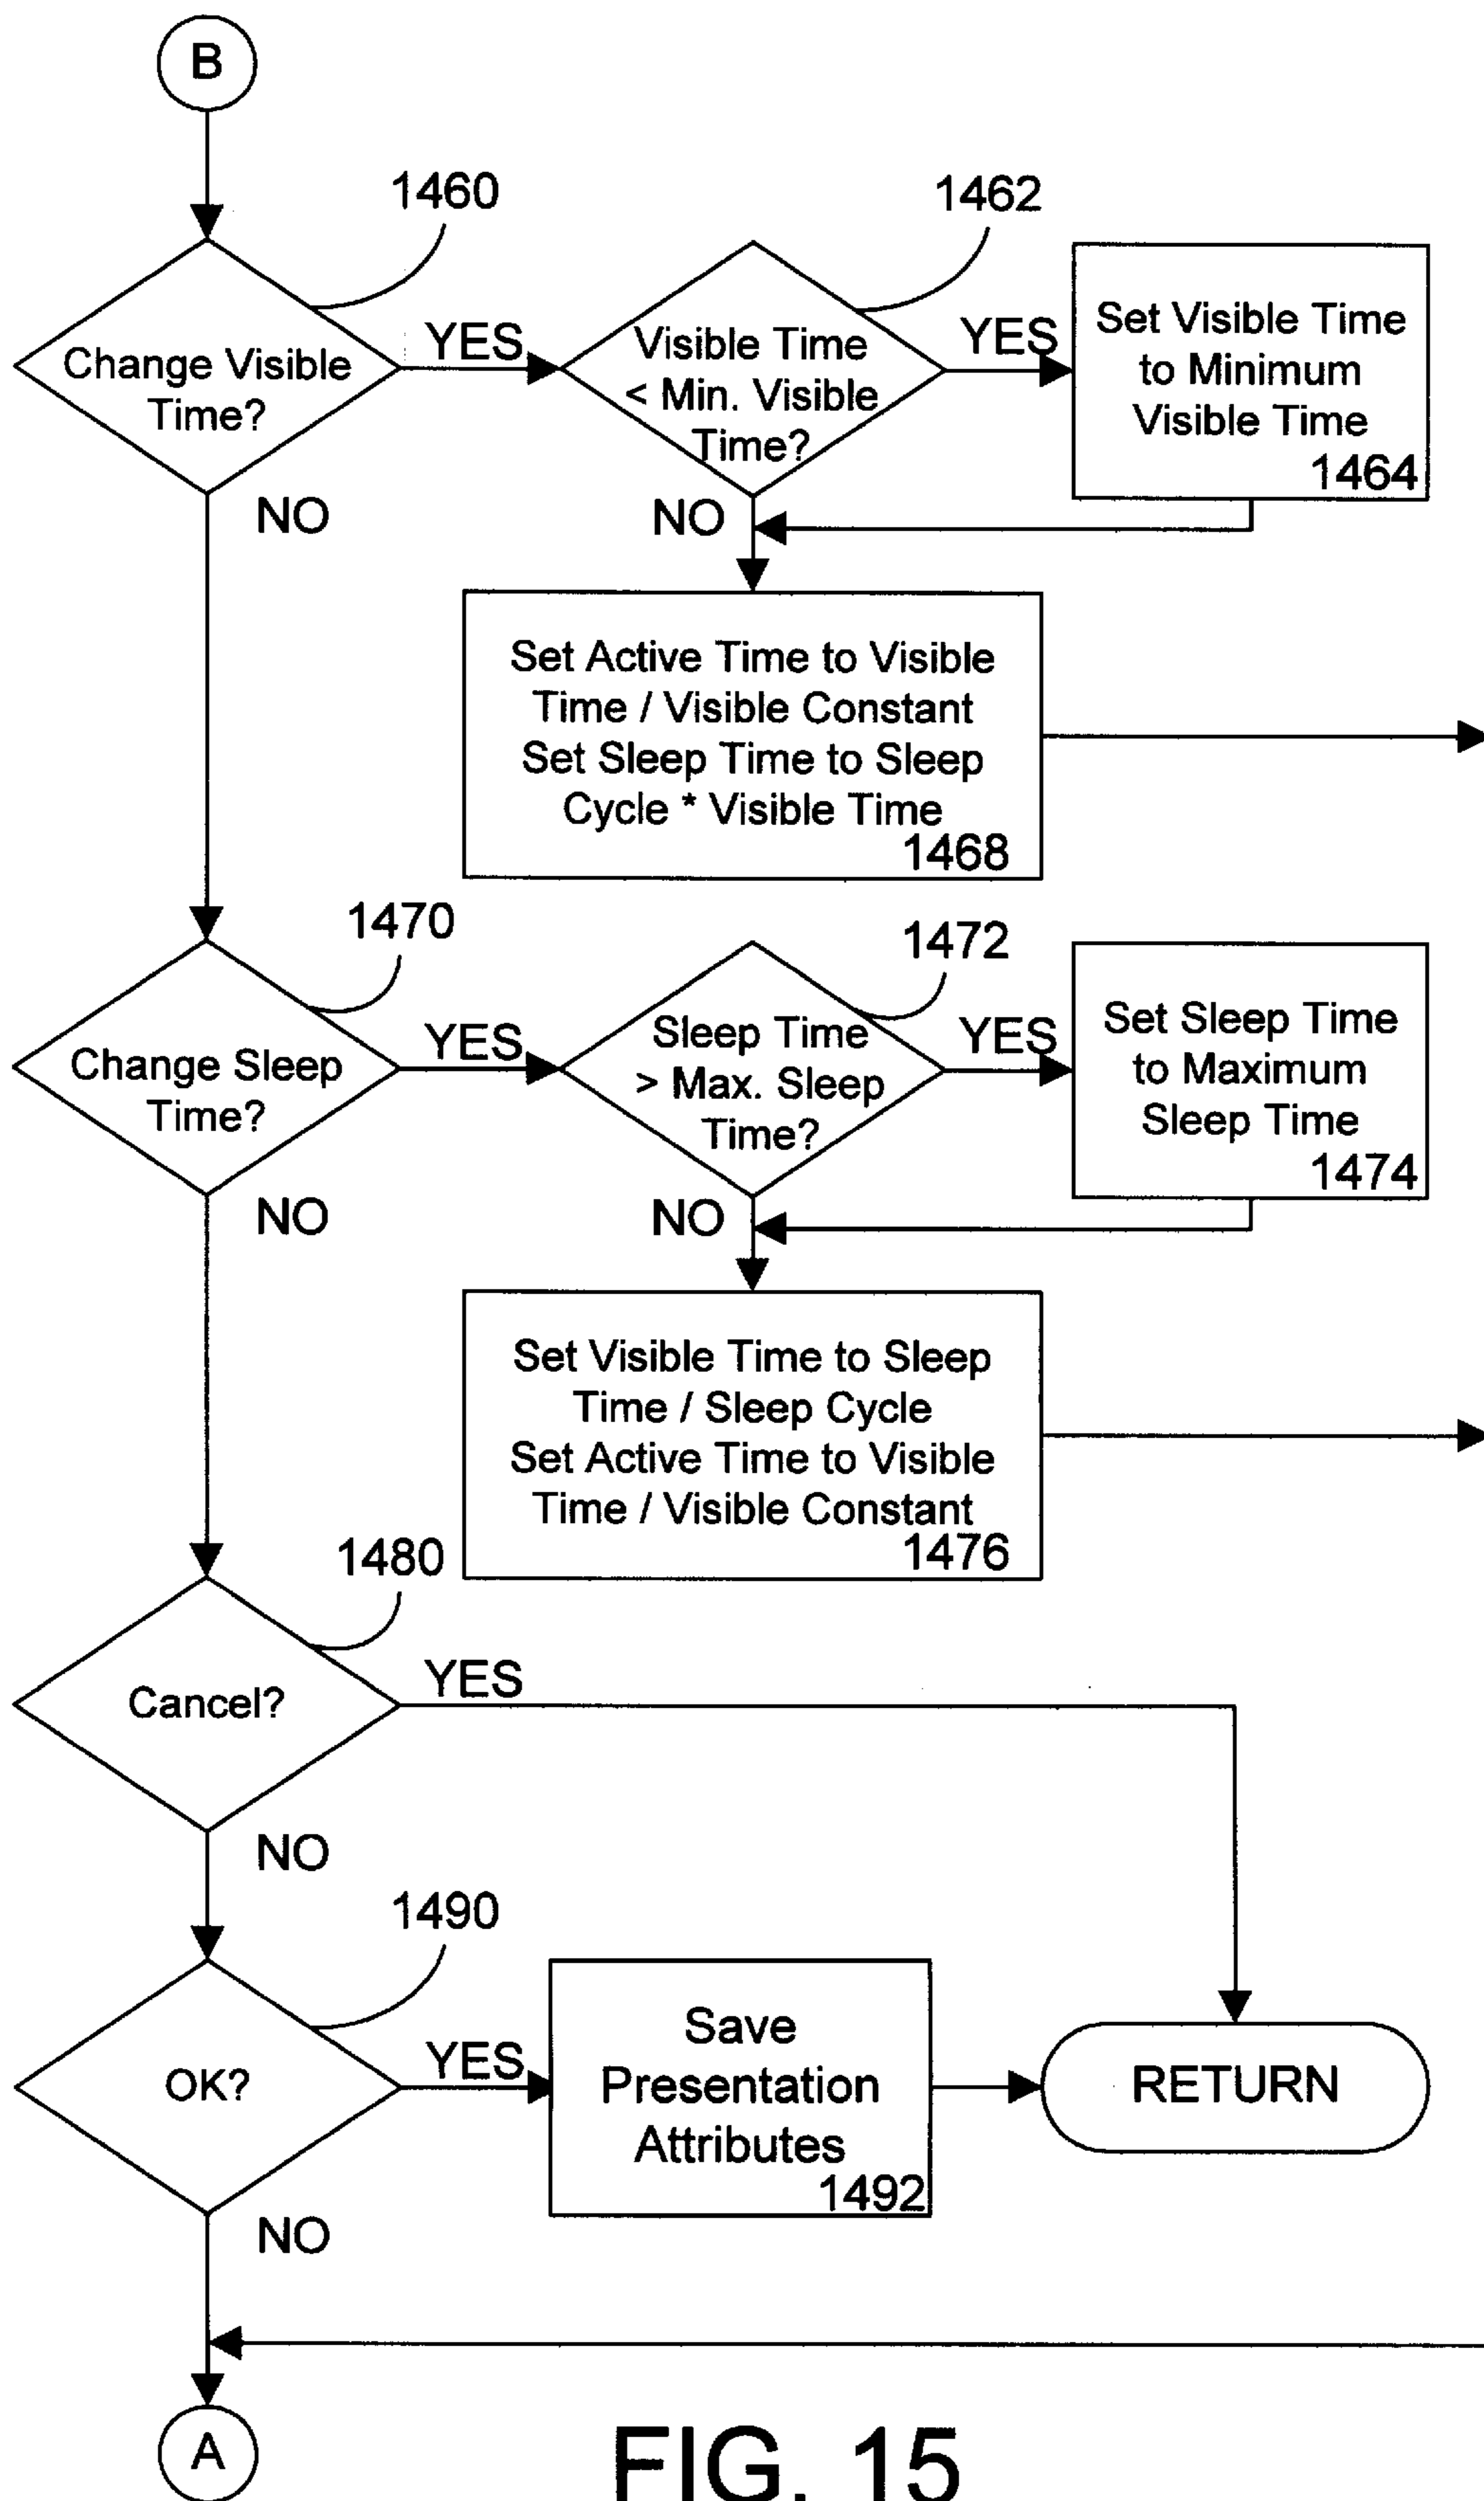 B
1460
1462
Change Visible
Time?
YES
Visible Time
< Min. Visible
Time?
YES
Set Visible Time
to Minimum
Visible Time
1464
NO
NO
Set Active Time to Visible
Time / Visible Constant
Set Sleep Time to Sleep
Cycle * Visible Time
1468
1470
1472
Change Sleep
Time?
YES
Sleep Time
> Max. Sleep
Time?
YES
Set Sleep Time
to Maximum
Sleep Time
1474
NO
NO
Set Visible Time to Sleep
Time / Sleep Cycle
Set Active Time to Visible
Time / Visible Constant
1476
1480
Cancel?
YES
NO
1490
OK?
YES
Save
Presentation
Attributes
1492
RETURN
NO
A
FIG. 15